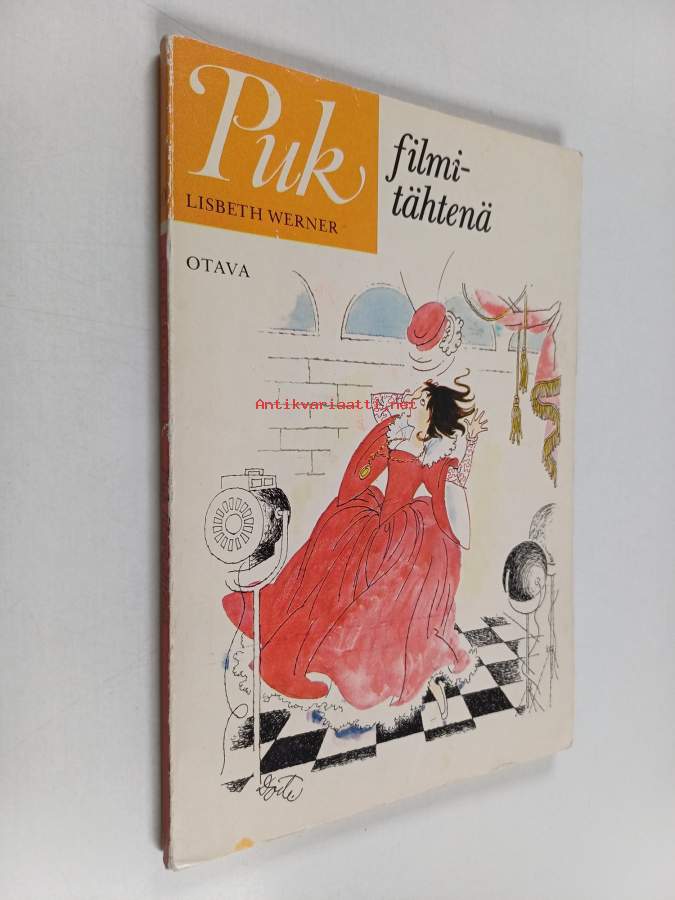 Puk
LISBETH WERNER
filmi-
tähtenä
OTAVA
Antikvariaatti.net